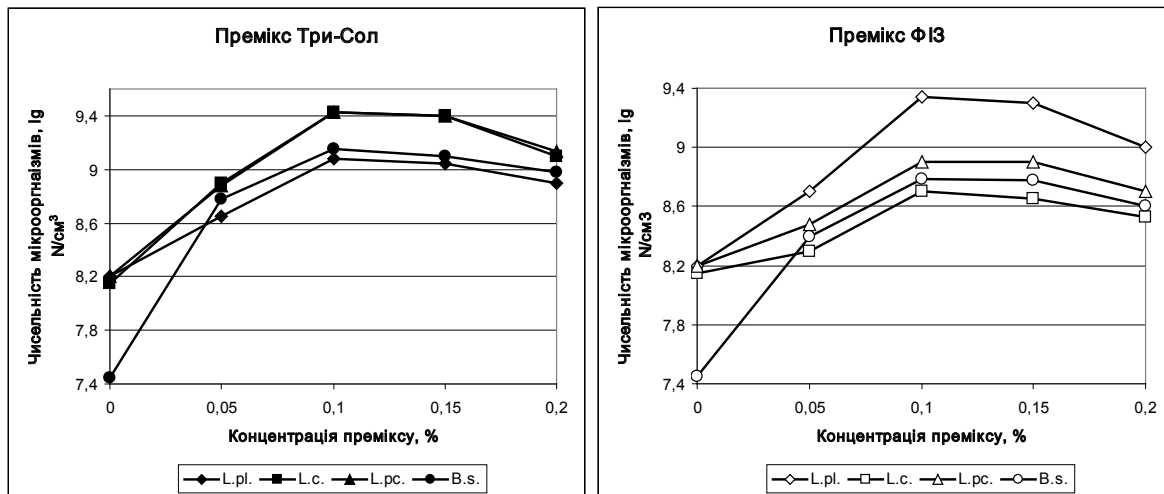 Премікс Три-Сол
Чисельність мікрооргнаізмів, lg
N/см³
9,4
9
8,6
8,2
7,8
7,4
0
0,05
0,1
0,15
0,2
Концентрація преміксу, %
L.pl.
L.c.
L.pc.
B.s.
Премікс ФІЗ
Чисельність мікрооргнаізмів, lg
N/см3
9,4
9
8,6
8,2
7,8
7,4
0
0,05
0,1
0,15
0,2
Концентрація преміксу, %
L.pl.
L.c.
L.pc.
B.s.